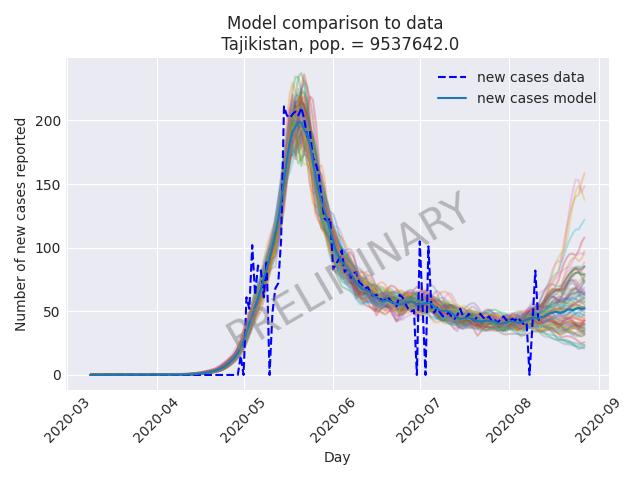 Model comparison to data
Tajikistan, pop. = 9537642.0
new cases data
new cases model
Number of new cases reported
200
150
100
50
0
PRELIMINARY
2020-03
2020-04
2020-05
2020-06
2020-07
2020-08
2020-09
Day